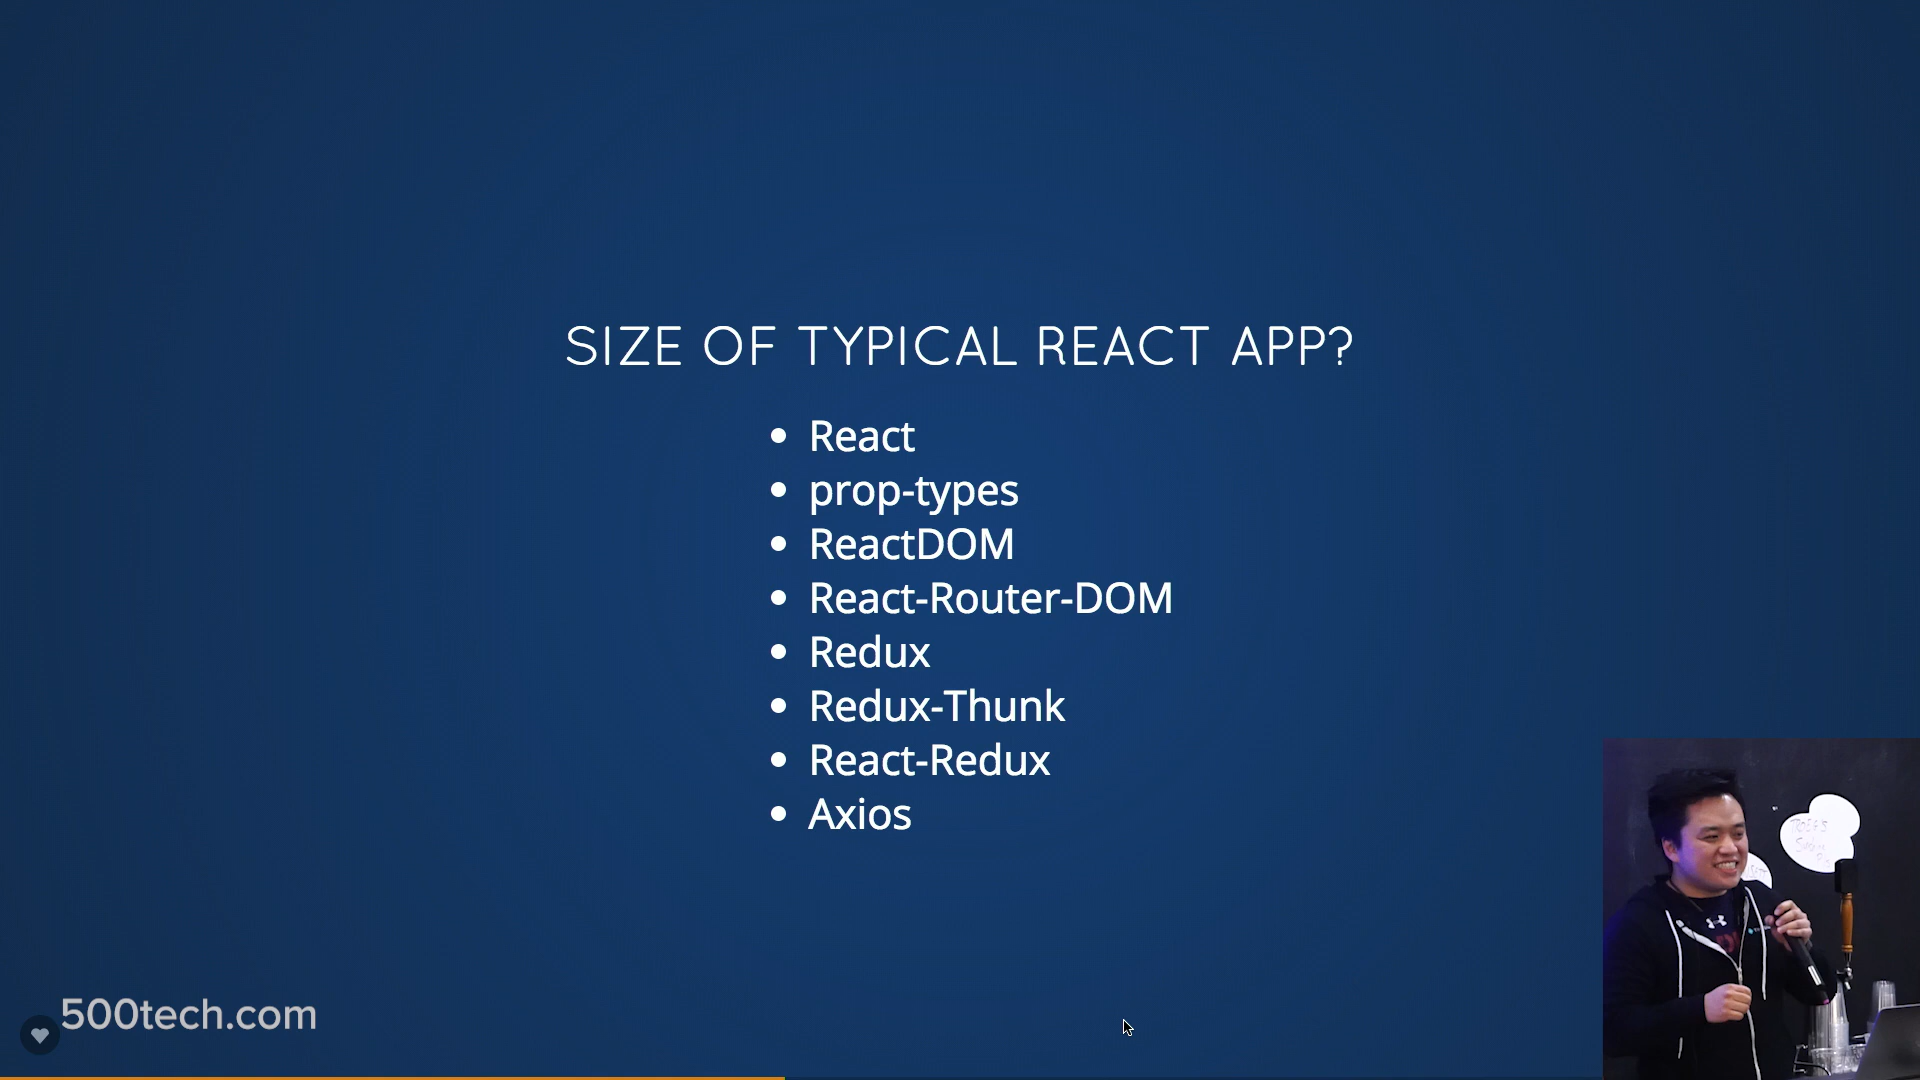 SIZE OF TYPICAL REACT APP?
React
prop-types
ReactDOM
React-Router-DOM
Redux
Redux-Thunk
React-Redux
Axios
500tech.com